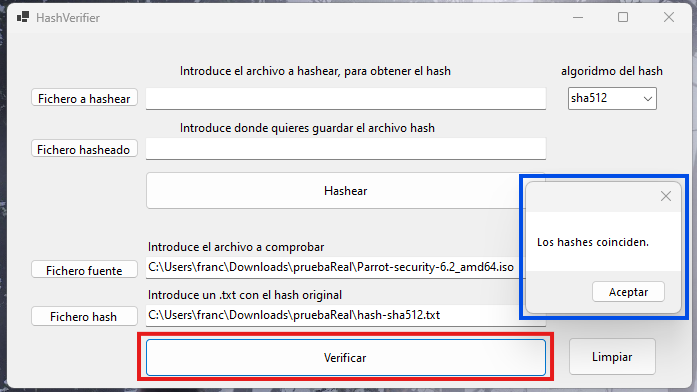 HashVerifier
Introduce el archivo a hashear, para obtener el hash
algoridmo del hash
Fichero a hashear
sha512
Introduce donde quieres guardar el archivo hash
Fichero hasheado
Hashear
Los hashes coinciden.
Aceptar
Introduce el archivo a comprobar
Fichero fuente
C:\Users\franc\Downloads\pruebaReal\Parrot-security-6.2_amd64.iso
Introduce un .txt con el hash original
Fichero hash
C:\Users\franc\Downloads\pruebaReal\hash-sha512.txt
Verificar
Limpiar